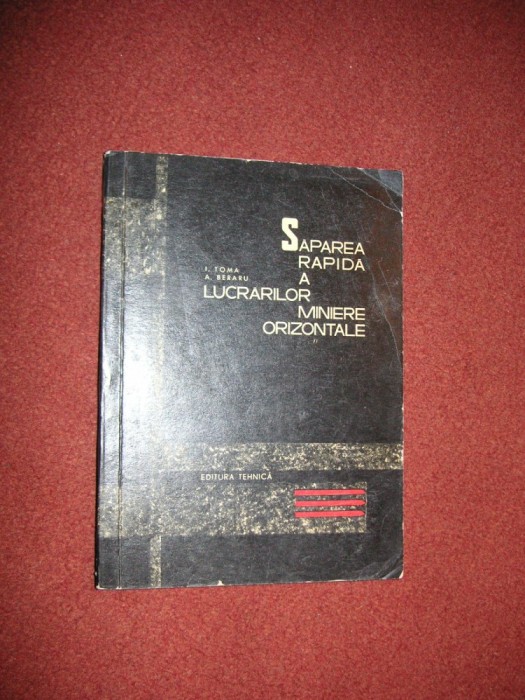 SAPAREA
RAPIDA
I. TOMA
A. BERARU
A
LUCRARILOR
MINIERE
ORIZONTALE
EDITURA TEHNICĂ